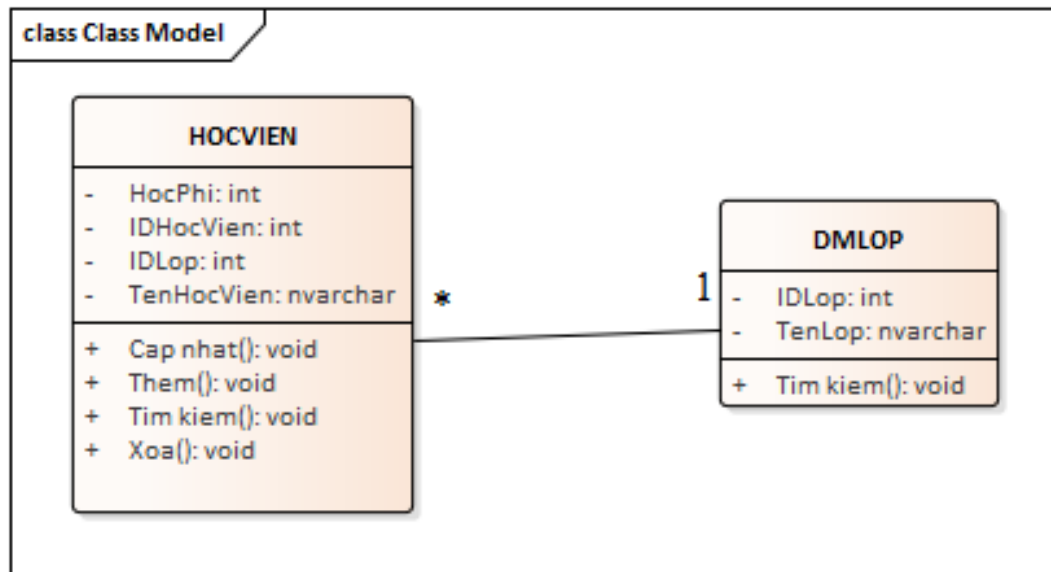 class Class Model
HOCVIEN
- HocPhi: int
- IDHocVien: int
- IDLop: int
- TenHocVien: nvarchar
+ Cap nhat(): void
+ Them(): void
+ Tim kiem(): void
+ Xoa(): void
*
1
DMLOP
- IDLop: int
- TenLop: nvarchar
+ Tim kiem(): void